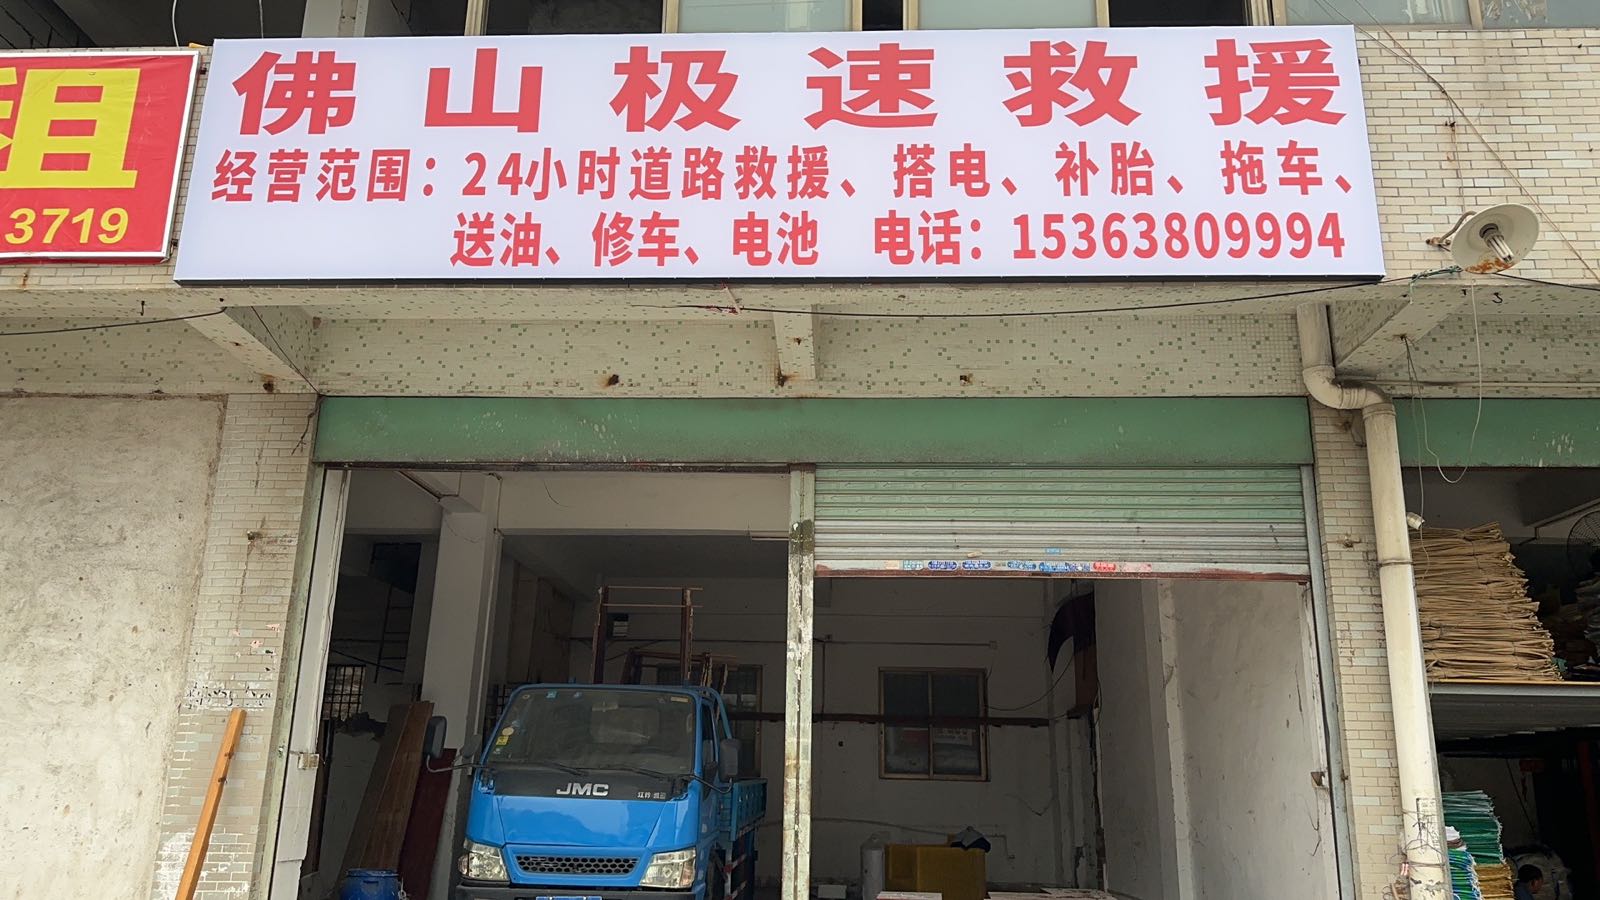 佛山极速救援
经营范围：24小时道路救援、搭电、补胎、拖车、
送油、修车、电池 电话：15363809994
租
3719
JMC